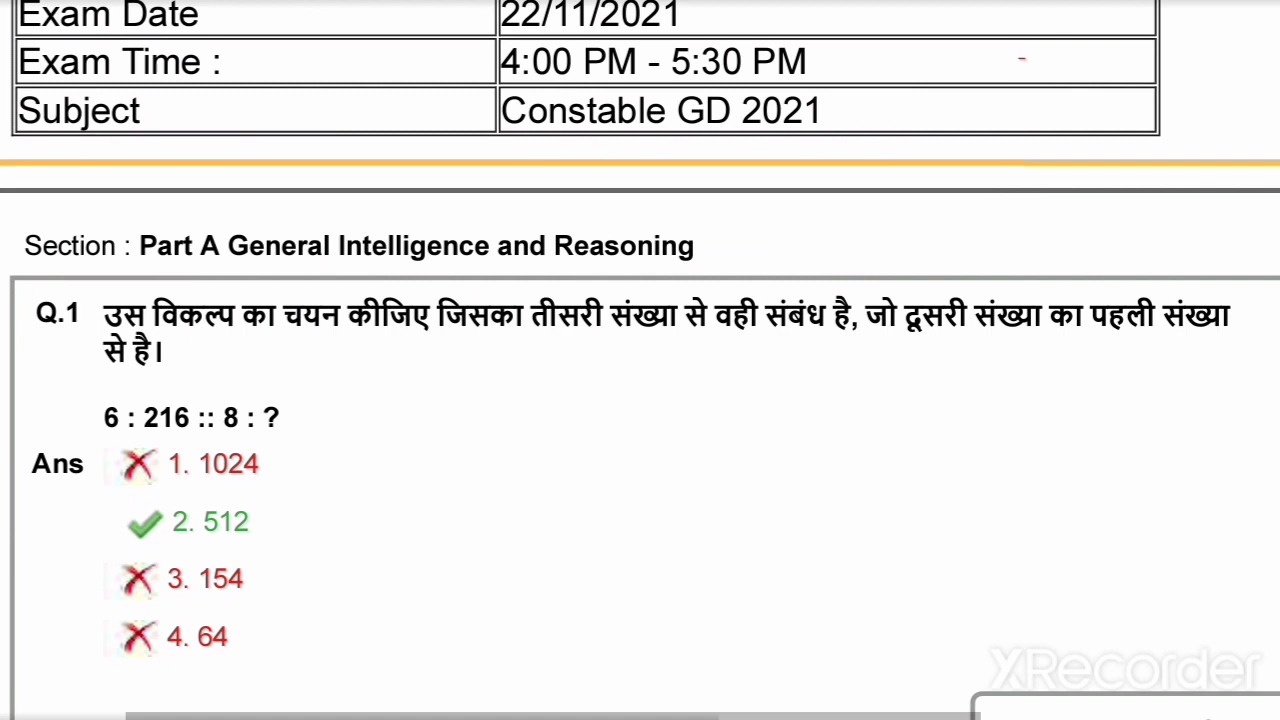 Exam Date 22/11/2021
Exam Time : 4:00 PM - 5:30 PM
Subject Constable GD 2021
Section : Part A General Intelligence and Reasoning
Q.1 उस विकल्प का चयन कीजिए जिसका तीसरी संख्या से वही संबंध है, जो दूसरी संख्या का पहली संख्या
से है।
6 : 216 :: 8 : ?
Ans 1. 1024
2. 512
3. 154
4. 64
XRecorder